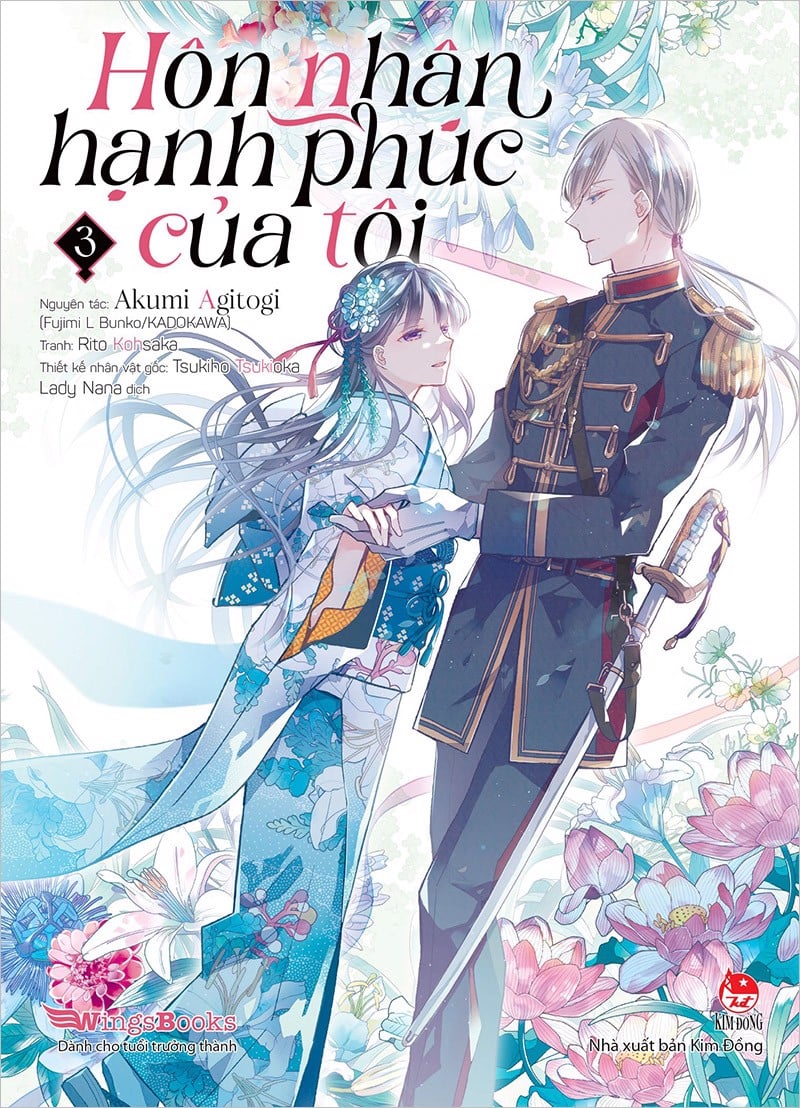 Hôn nhân
hạnh phúc
của tôi
3
Nguyên tác: Akumi Agitogi
(Fujimi L Bunko/KADOKAWA)
Tranh: Rito Kohsaka
Thiết kế nhân vật gốc: Tsukiho Tsukioka
Lady Nana dịch
WingsBooks
Dành cho tuổi trưởng thành
KIM ĐỒNG
Nhà xuất bản Kim Đồng